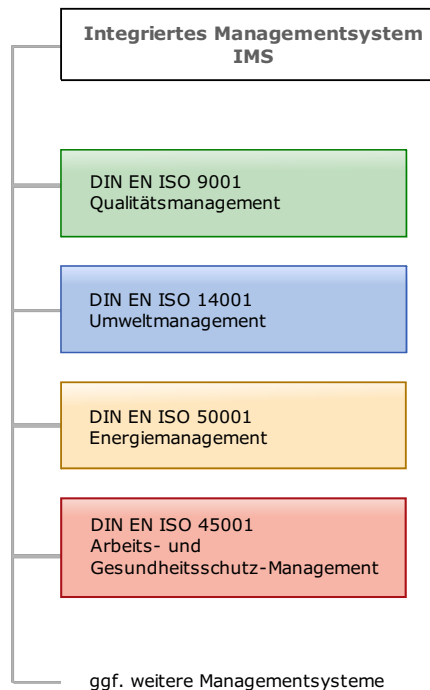 Integriertes Managementsystem
IMS
DIN EN ISO 9001
Qualitätsmanagement
DIN EN ISO 14001
Umweltmanagement
DIN EN ISO 50001
Energiemanagement
DIN EN ISO 45001
Arbeits- und
Gesundheitsschutz-Management
ggf. weitere Managementsysteme